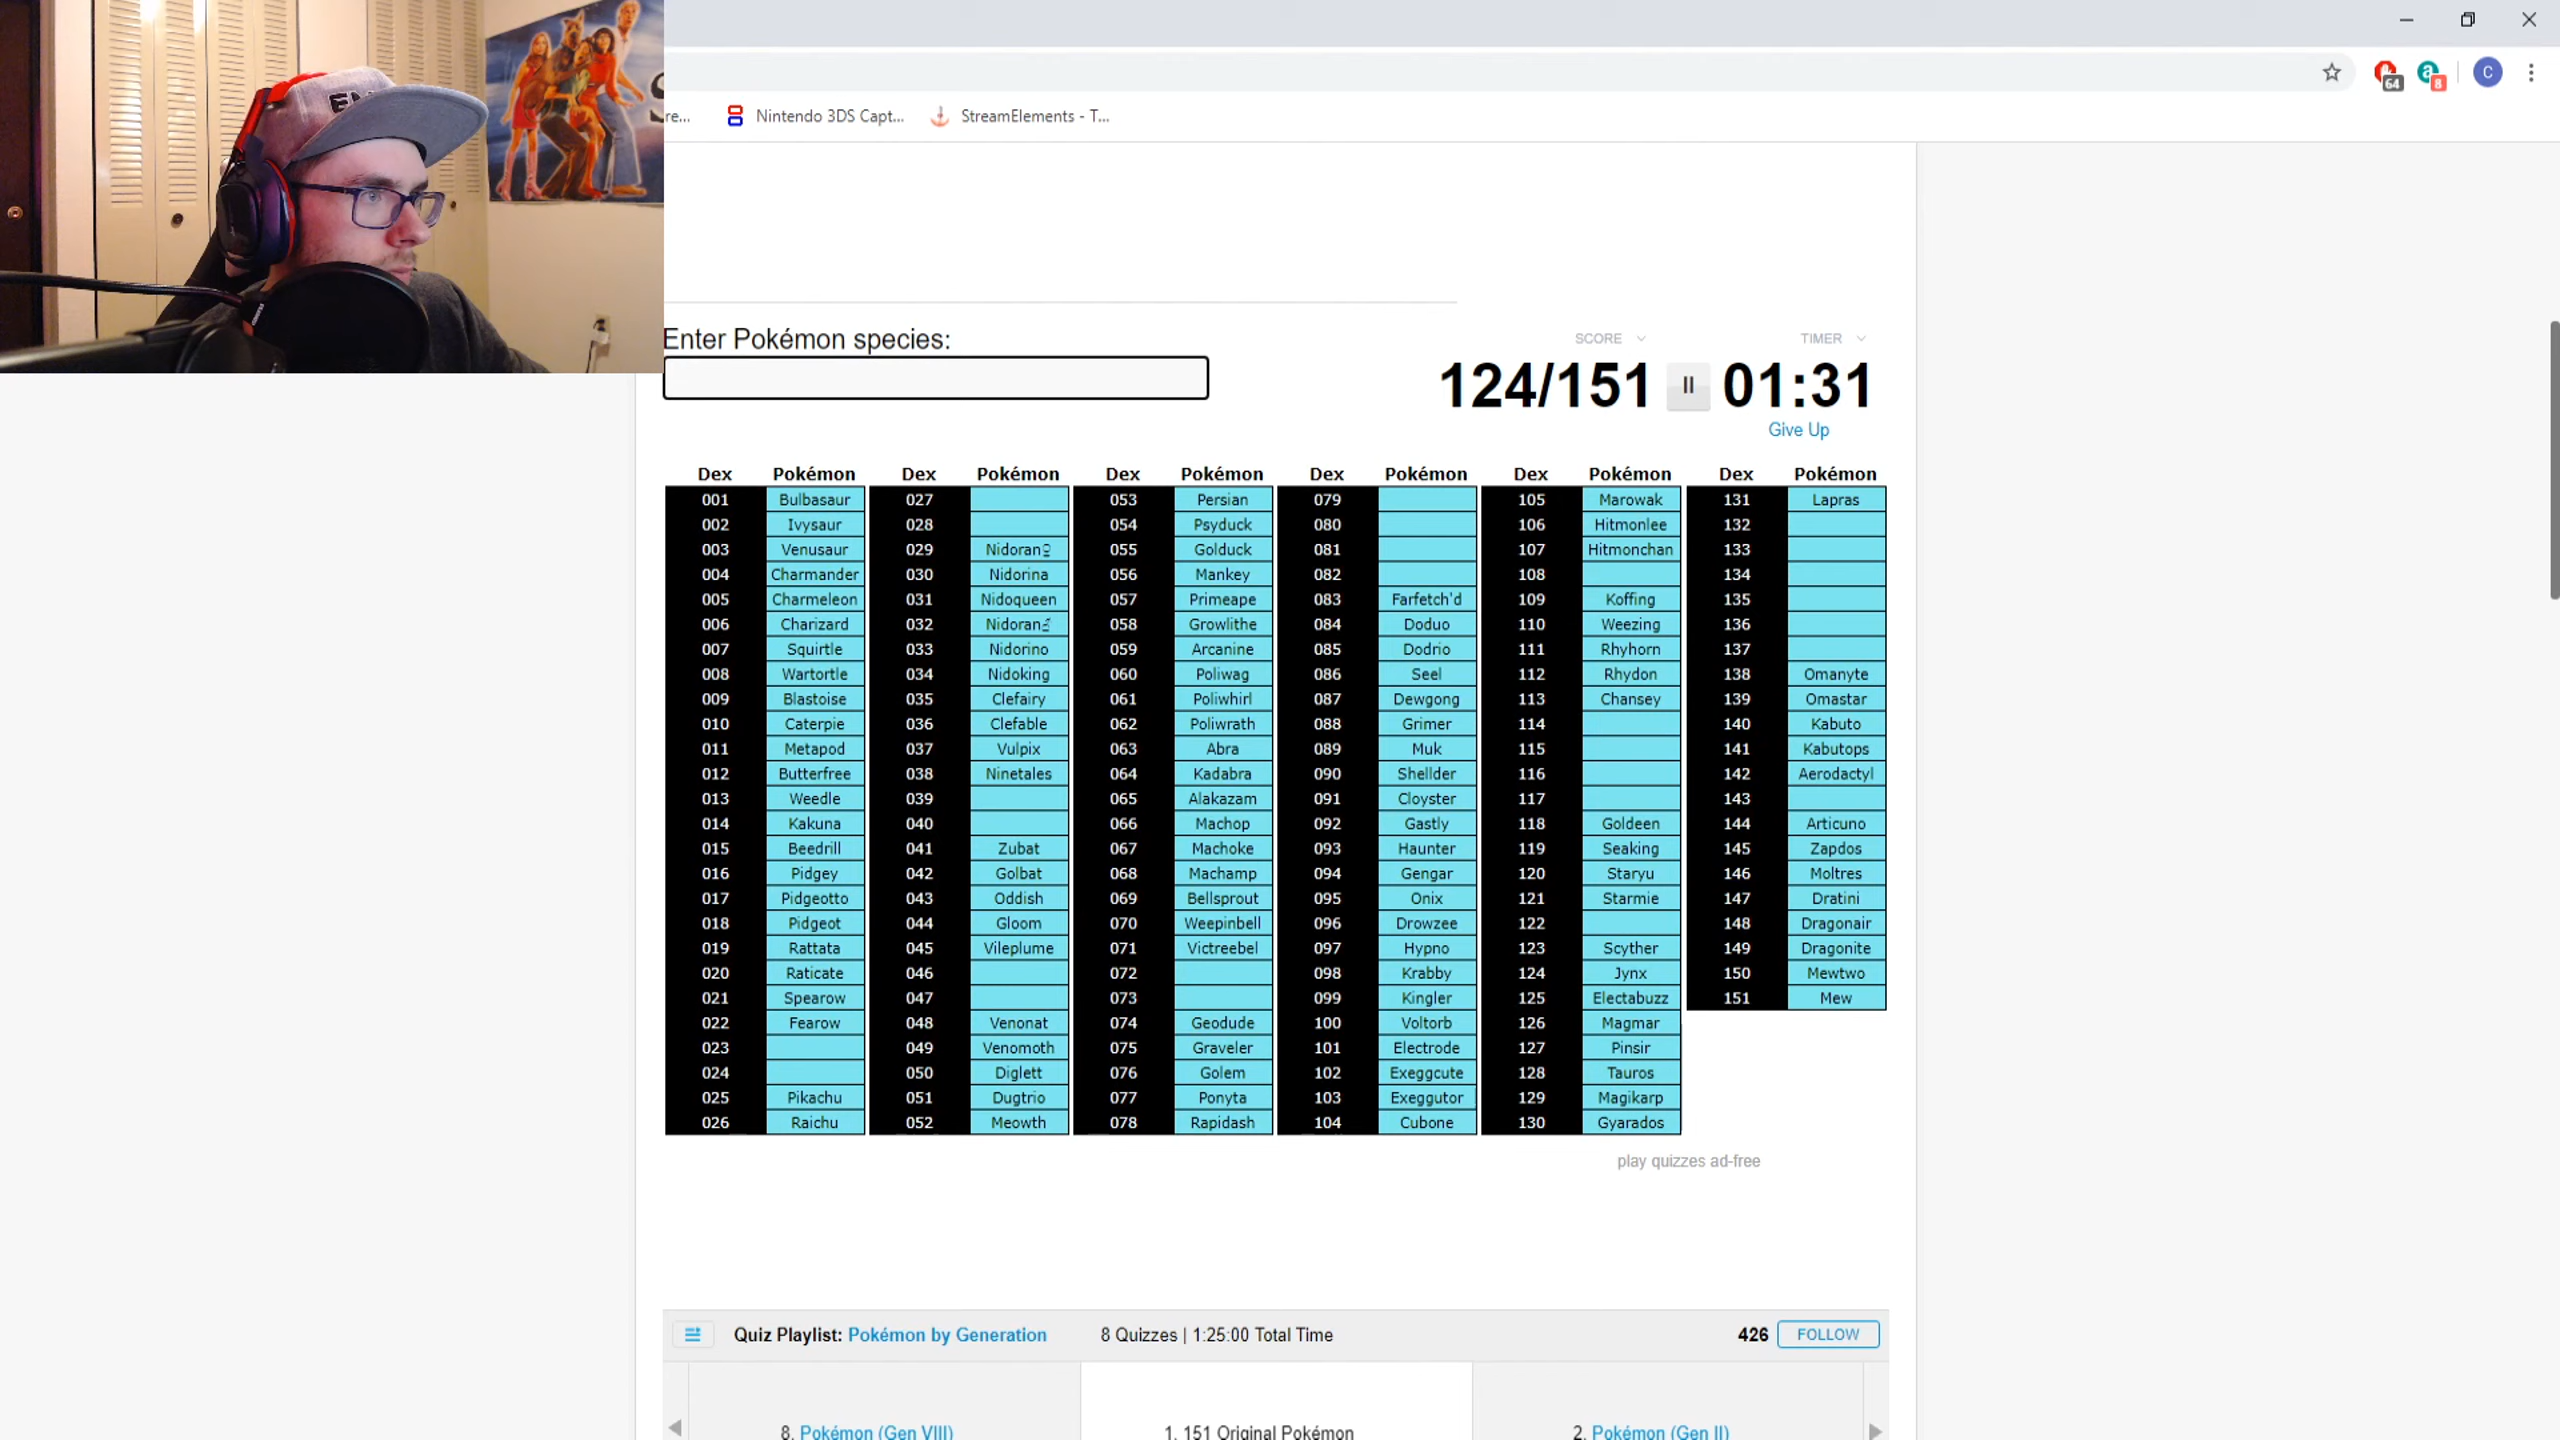 re...
Nintendo 3DS Capt...
StreamElements - T...
64
8
C
Enter Pokémon species:
SCORE
TIMER
124/151
01:31
Give Up
Dex Pokémon Dex Pokémon Dex Pokémon Dex Pokémon Dex Pokémon Dex Pokémon
001 Bulbasaur 027 053 Persian 079 105 Marowak 131 Lapras
002 Ivysaur 028 054 Psyduck 080 106 Hitmonlee 132
003 Venusaur 029 Nidoran♀ 055 Golduck 081 107 Hitmonchan 133
004 Charmander 030 Nidorina 056 Mankey 082 108 134
005 Charmeleon 031 Nidoqueen 057 Primeape 083 Farfetch'd 109 Koffing 135
006 Charizard 032 Nidoran♂ 058 Growlithe 084 Doduo 110 Weezing 136
007 Squirtle 033 Nidorino 059 Arcanine 085 Dodrio 111 Rhyhorn 137
008 Wartortle 034 Nidoking 060 Poliwag 086 Seel 112 Rhydon 138 Omanyte
009 Blastoise 035 Clefairy 061 Poliwhirl 087 Dewgong 113 Chansey 139 Omastar
010 Caterpie 036 Clefable 062 Poliwrath 088 Grimer 114 140 Kabuto
011 Metapod 037 Vulpix 063 Abra 089 Muk 115 141 Kabutops
012 Butterfree 038 Ninetales 064 Kadabra 090 Shellder 116 142 Aerodactyl
013 Weedle 039 065 Alakazam 091 Cloyster 117 143
014 Kakuna 040 066 Machop 092 Gastly 118 Goldeen 144 Articuno
015 Beedrill 041 Zubat 067 Machoke 093 Haunter 119 Seaking 145 Zapdos
016 Pidgey 042 Golbat 068 Machamp 094 Gengar 120 Staryu 146 Moltres
017 Pidgeotto 043 Oddish 069 Bellsprout 095 Onix 121 Starmie 147 Dratini
018 Pidgeot 044 Gloom 070 Weepinbell 096 Drowzee 122 148 Dragonair
019 Rattata 045 Vileplume 071 Victreebel 097 Hypno 123 Scyther 149 Dragonite
020 Raticate 046 072 098 Krabby 124 Jynx 150 Mewtwo
021 Spearow 047 073 099 Kingler 125 Electabuzz 151 Mew
022 Fearow 048 Venonat 074 Geodude 100 Voltorb 126 Magmar
023 049 Venomoth 075 Graveler 101 Electrode 127 Pinsir
024 050 Diglett 076 Golem 102 Exeggcute 128 Tauros
025 Pikachu 051 Dugtrio 077 Ponyta 103 Exeggutor 129 Magikarp
026 Raichu 052 Meowth 078 Rapidash 104 Cubone 130 Gyarados
play quizzes ad-free
Quiz Playlist: Pokémon by Generation 8 Quizzes | 1:25:00 Total Time 426 FOLLOW
8. Pokémon (Gen VIII) 1. 151 Original Pokémon 2. Pokémon (Gen II)